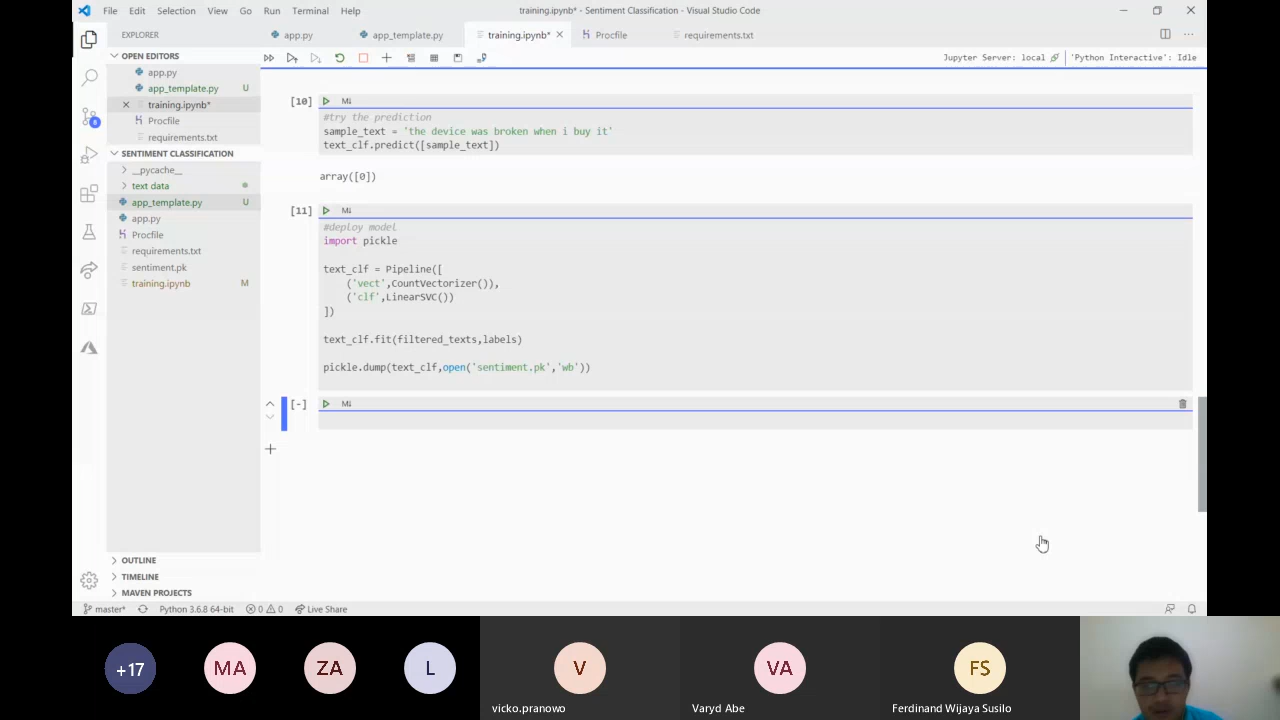 File Edit Selection View Go Run Terminal Help
training.ipynb* - Sentiment Classification - Visual Studio Code
EXPLORER
app.py
app_template.py
training.ipynb*
Procfile
requirements.txt
OPEN EDITORS
Jupyter Server: local
'Python Interactive': Idle
app.py
app_template.py U
training.ipynb*
Procfile
requirements.txt
SENTIMENT CLASSIFICATION
__pycache__
text data
app_template.py U
app.py
Procfile
requirements.txt
sentiment.pk
training.ipynb M
OUTLINE
TIMELINE
MAVEN PROJECTS
[10] M↓
#try the prediction
sample_text = 'the device was broken when i buy it'
text_clf.predict([sample_text])
array([0])
[11] M↓
#deploy model
import pickle
text_clf = Pipeline([
('vect',CountVectorizer()),
('clf',LinearSVC())
])
text_clf.fit(filtered_texts,labels)
pickle.dump(text_clf,open('sentiment.pk','wb'))
[-] M↓
master* Python 3.6.8 64-bit 0 0 Live Share
+17
MA
ZA
L
V
VA
FS
vicko.pranowo
Varyd Abe
Ferdinand Wijaya Susilo